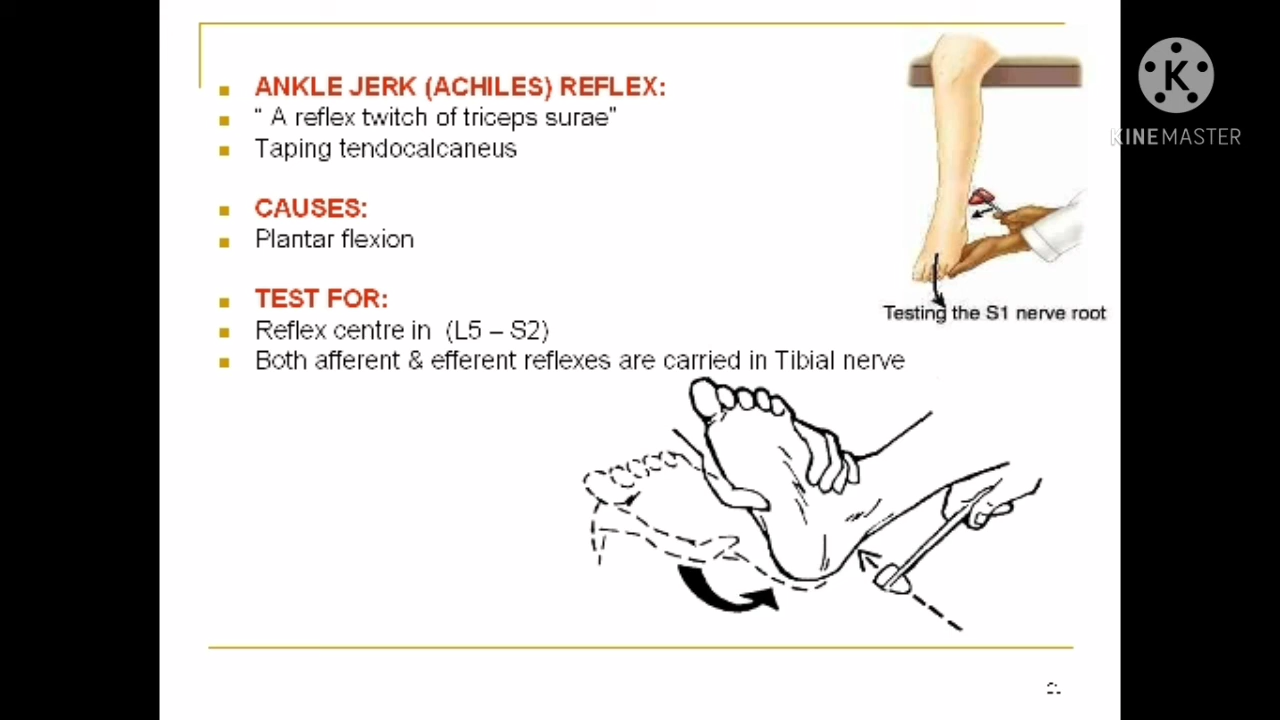 ANKLE JERK (ACHILES) REFLEX:
“ A reflex twitch of triceps surae”
Taping tendocalcaneus
CAUSES:
Plantar flexion
TEST FOR:
Reflex centre in (L5 – S2)
Both afferent & efferent reflexes are carried in Tibial nerve
Testing the S1 nerve root
K
KINEMASTER